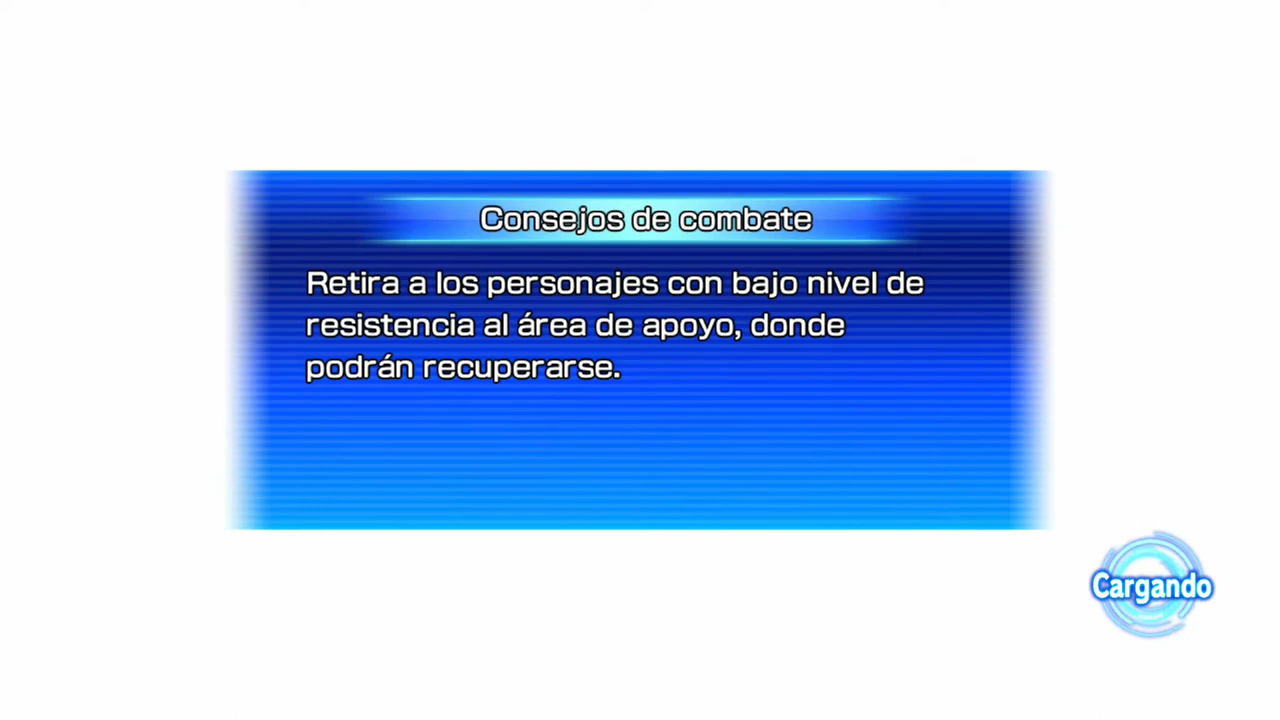 Consejos de combate
Retira a los personajes con bajo nivel de
resistencia al área de apoyo, donde
podrán recuperarse.
Cargando